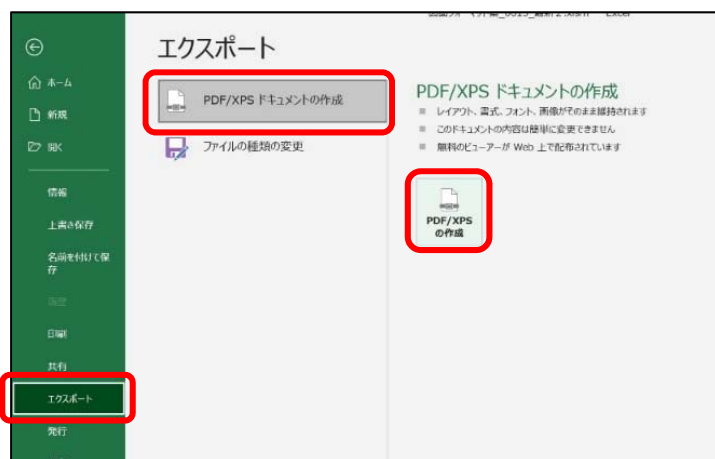 エクスポート
ホーム
新規
開く
情報
上書き保存
名前を付けて保
存
印刷
共有
エクスポート
発行
PDF/XPS ドキュメントの作成
ファイルの種類の変更
PDF/XPS ドキュメントの作成
レイアウト、書式、フォント、画像がそのまま維持されます
このドキュメントの内容は簡単に変更できません
無料のビューアーが Web 上で配布されています
PDF/XPS
の作成